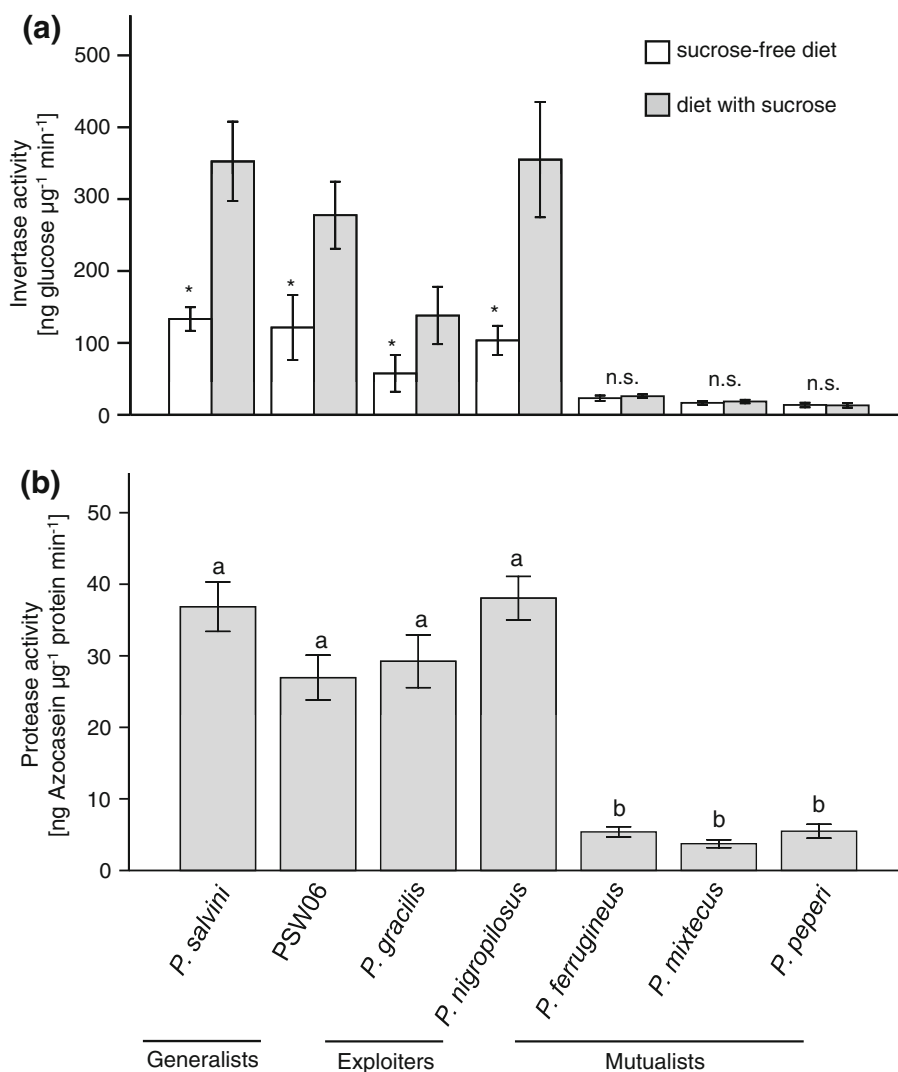 (a)
500
400
300
200
100
0
Invertase activity
[ng glucose µg⁻¹ min⁻¹]
sucrose-free diet
diet with sucrose
*
*
*
*
n.s.
n.s.
n.s.
(b)
50
40
30
20
10
0
Protease activity
[ng Azocasein µg⁻¹ protein min⁻¹]
a
a
a
a
b
b
b
P. salvini
PSW06
P. gracilis
P. nigropilosus
P. ferrugineus
P. mixtecus
P. peperi
Generalists
Exploiters
Mutualists